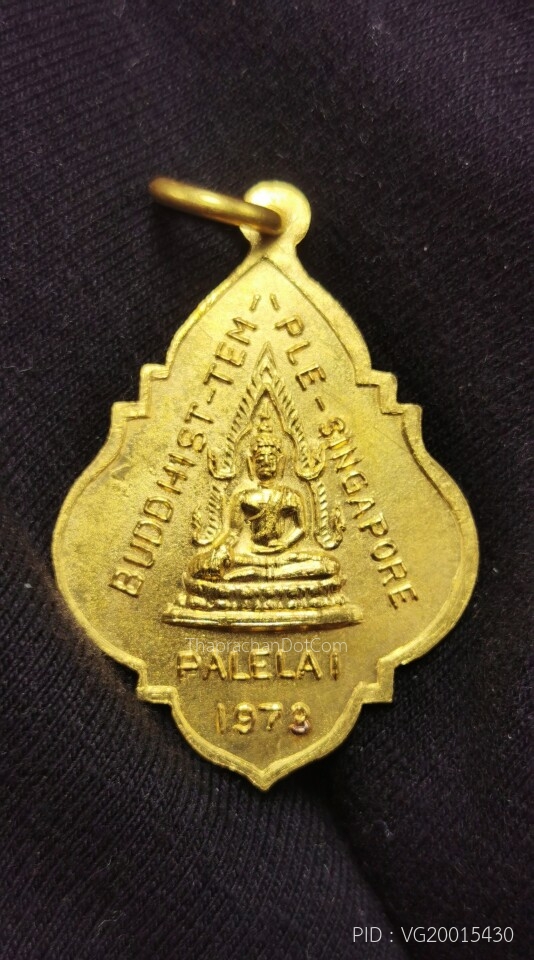 BUDDHIST-TEM"PLE-SINGAPORE
ThaprachanDotCom
PALELAI
1973
PID : VG20015430